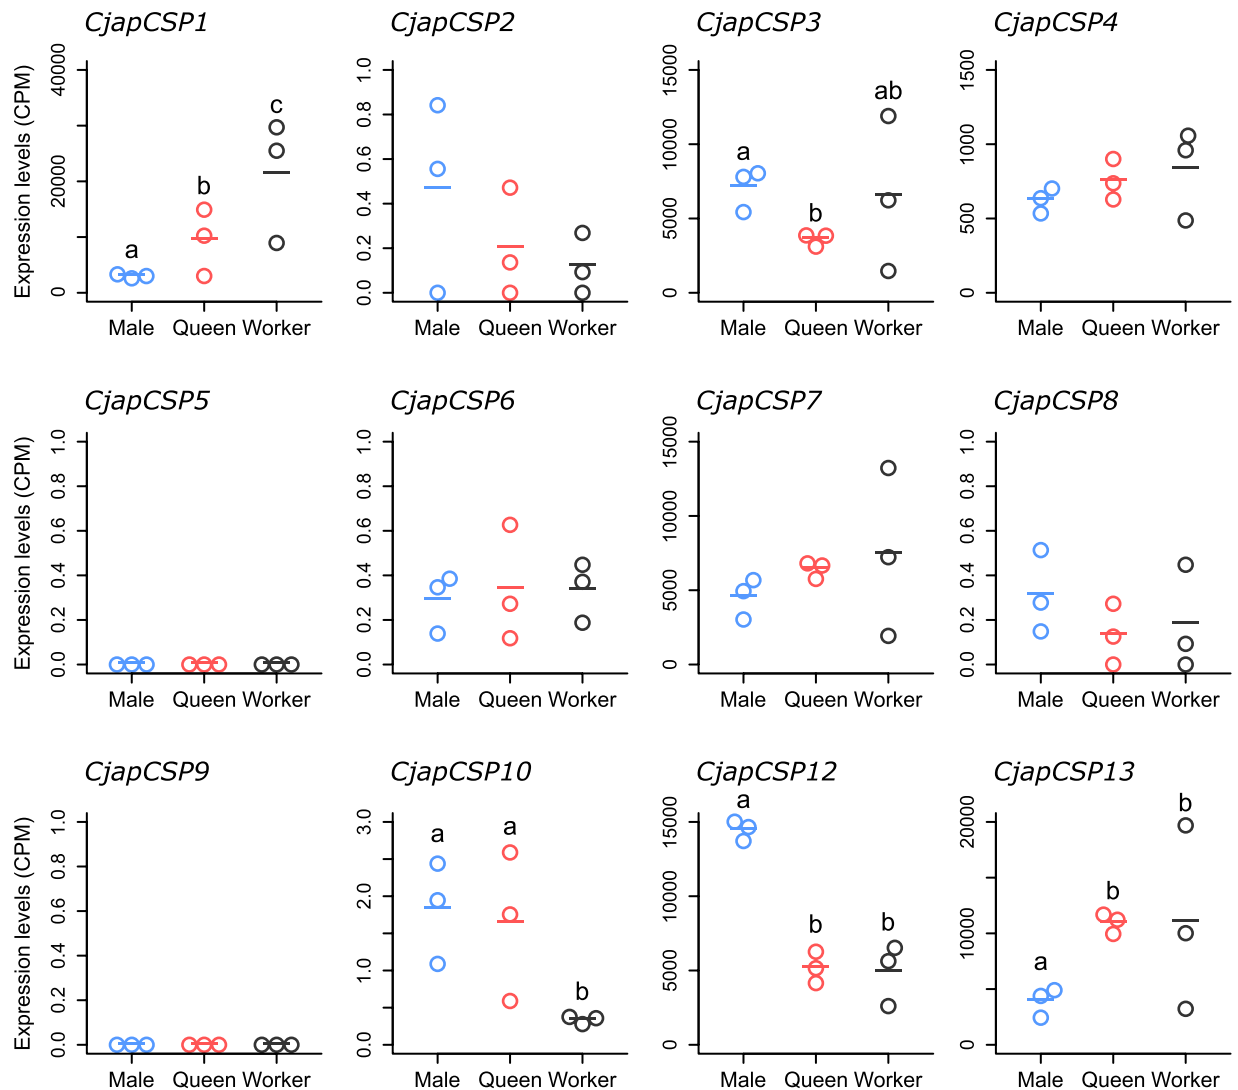 CjapCSP1 CjapCSP2 CjapCSP3 CjapCSP4
Expression levels (CPM)
0 20000 40000
a b c
Male Queen Worker
0.0 0.2 0.4 0.6 0.8 1.0
Male Queen Worker
0 5000 10000 15000
a b ab
Male Queen Worker
0 500 1000 1500
Male Queen Worker
CjapCSP5 CjapCSP6 CjapCSP7 CjapCSP8
Expression levels (CPM)
0.0 0.2 0.4 0.6 0.8 1.0
Male Queen Worker
0.0 0.2 0.4 0.6 0.8 1.0
Male Queen Worker
0 5000 10000 15000
Male Queen Worker
0.0 0.2 0.4 0.6 0.8 1.0
Male Queen Worker
CjapCSP9 CjapCSP10 CjapCSP12 CjapCSP13
Expression levels (CPM)
0.0 0.2 0.4 0.6 0.8 1.0
Male Queen Worker
0.0 1.0 2.0 3.0
a a b
Male Queen Worker
0 5000 10000 15000
a b b
Male Queen Worker
0 10000 20000
a b b
Male Queen Worker